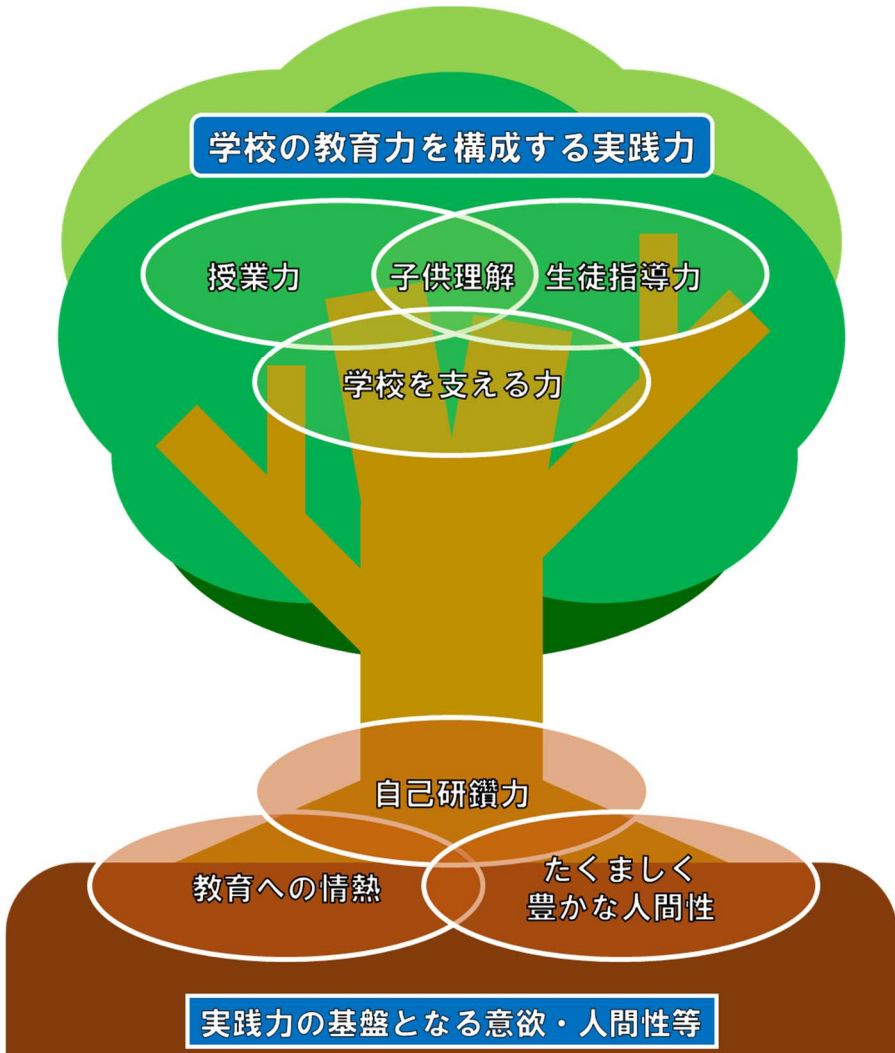 学校の教育力を構成する実践力
授業力
子供理解
生徒指導力
学校を支える力
自己研鑽力
教育への情熱
たくましく
豊かな人間性
実践力の基盤となる意欲・人間性等